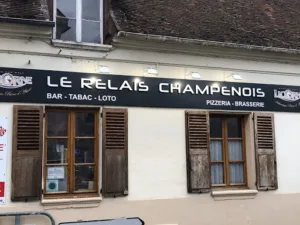 LE RELAIS CHAMPENOIS
BAR - TABAC - LOTO
PIZZERIA - BRASSERIE